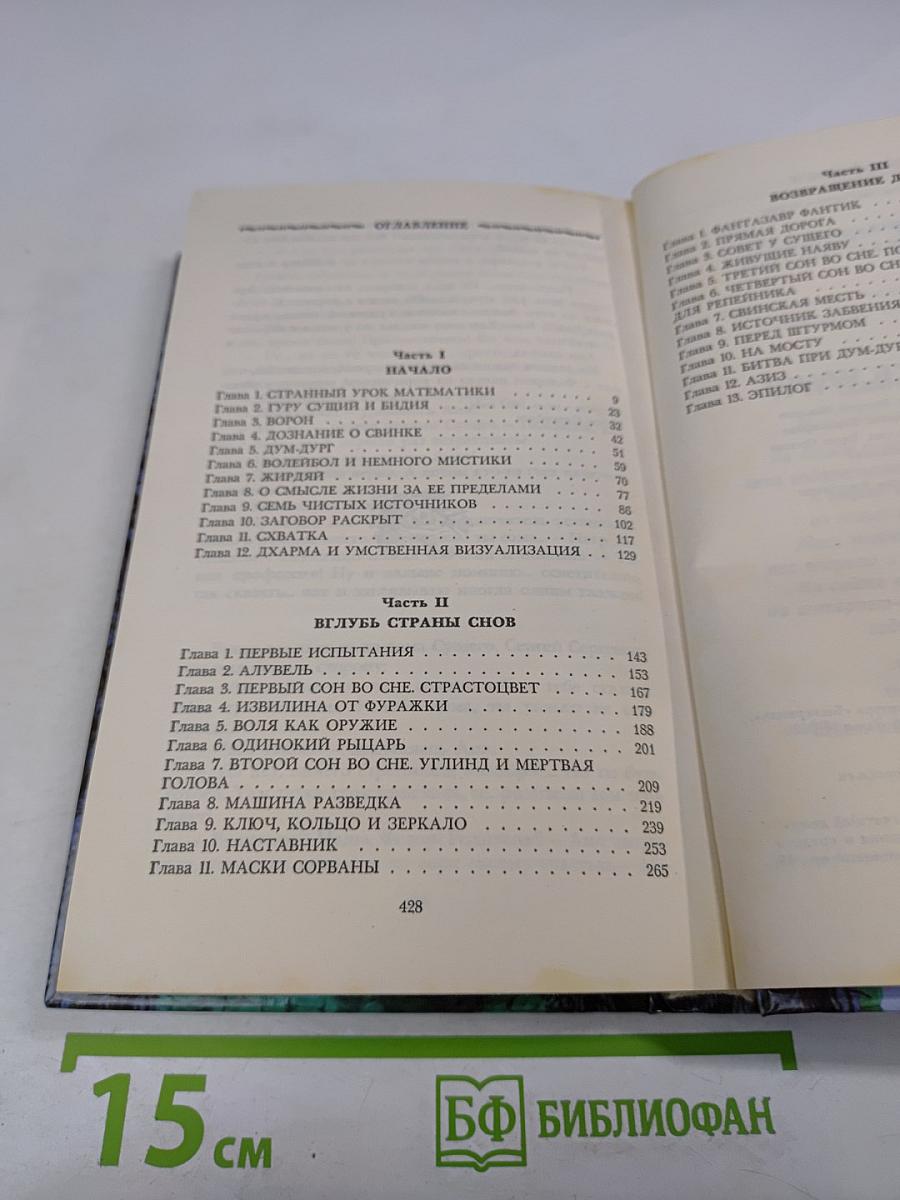 ОГЛАВЛЕНИЕ
Часть I
НАЧАЛО
Глава 1. СТРАННЫЙ УРОК МАТЕМАТИКИ 9
Глава 2. ГУРУ СУЩИЙ И БИДИЯ . . . . . . . . . . . . 23
Глава 3. ВОРОН . . . . . . . . . . . . . . . . . . . . 32
Глава 4. ДОЗНАНИЕ О СВИНКЕ . . . . . . . . . . . . 42
Глава 5. ДУМ-ДУРГ . . . . . . . . . . . . . . . . . . 51
Глава 6. ВОЛЕЙБОЛ И НЕМНОГО МИСТИКИ . . . . . . 59
Глава 7. ЖИРДЯЙ . . . . . . . . . . . . . . . . . . . 70
Глава 8. О СМЫСЛЕ ЖИЗНИ ЗА ЕЕ ПРЕДЕЛАМИ . . . . 77
Глава 9. СЕМЬ ЧИСТЫХ ИСТОЧНИКОВ . . . . . . . . . 86
Глава 10. ЗАГОВОР РАСКРЫТ . . . . . . . . . . . . . . 102
Глава 11. СХВАТКА . . . . . . . . . . . . . . . . . . 117
Глава 12. ДХАРМА И УМСТВЕННАЯ ВИЗУАЛИЗАЦИЯ . . 129
Часть II
ВГЛУБЬ СТРАНЫ СНОВ
Глава 1. ПЕРВЫЕ ИСПЫТАНИЯ . . . . . . . . . . . . 143
Глава 2. АЛУВЕЛЬ . . . . . . . . . . . . . . . . . . 153
Глава 3. ПЕРВЫЙ СОН ВО СНЕ. СТРАСТОЦВЕТ . . . . . 167
Глава 4. ИЗВИЛИНА ОТ ФУРАЖКИ . . . . . . . . . . 179
Глава 5. ВОЛЯ КАК ОРУЖИЕ . . . . . . . . . . . . . 188
Глава 6. ОДИНОКИЙ РЫЦАРЬ . . . . . . . . . . . . . 201
Глава 7. ВТОРОЙ СОН ВО СНЕ. УГЛИНД И МЕРТВАЯ
ГОЛОВА . . . . . . . . . . . . . . . . . . . . . . . 209
Глава 8. МАШИНА РАЗВЕДКА . . . . . . . . . . . . . 219
Глава 9. КЛЮЧ, КОЛЬЦО И ЗЕРКАЛО . . . . . . . . . . 239
Глава 10. НАСТАВНИК . . . . . . . . . . . . . . . . 253
Глава 11. МАСКИ СОРВАНЫ . . . . . . . . . . . . . . 265
428
Часть III
ВОЗВРАЩЕНИЕ
Глава 1. ФАНТАЗАВР ФАНТИК
Глава 2. ПРЯМАЯ ДОРОГА
Глава 3. СОВЕТ У СУЩЕГО
Глава 4. ЖИВУЩИЕ НАЯВУ
Глава 5. ТРЕТИЙ СОН ВО СНЕ.
Глава 6. ЧЕТВЕРТЫЙ СОН ВО
ДЛЯ РЕПЕЙНИКА
Глава 7. СВИНСКАЯ МЕСТЬ
Глава 8. ИСТОЧНИК ЗАБВЕНИЯ
Глава 9. ПЕРЕД ШТУРМОМ
Глава 10. НА МОСТУ
Глава 11. БИТВА ПРИ
Глава 12. АЗИЗ
Глава 13. ЭПИЛОГ
15 см
БФ БИБЛИОФАН